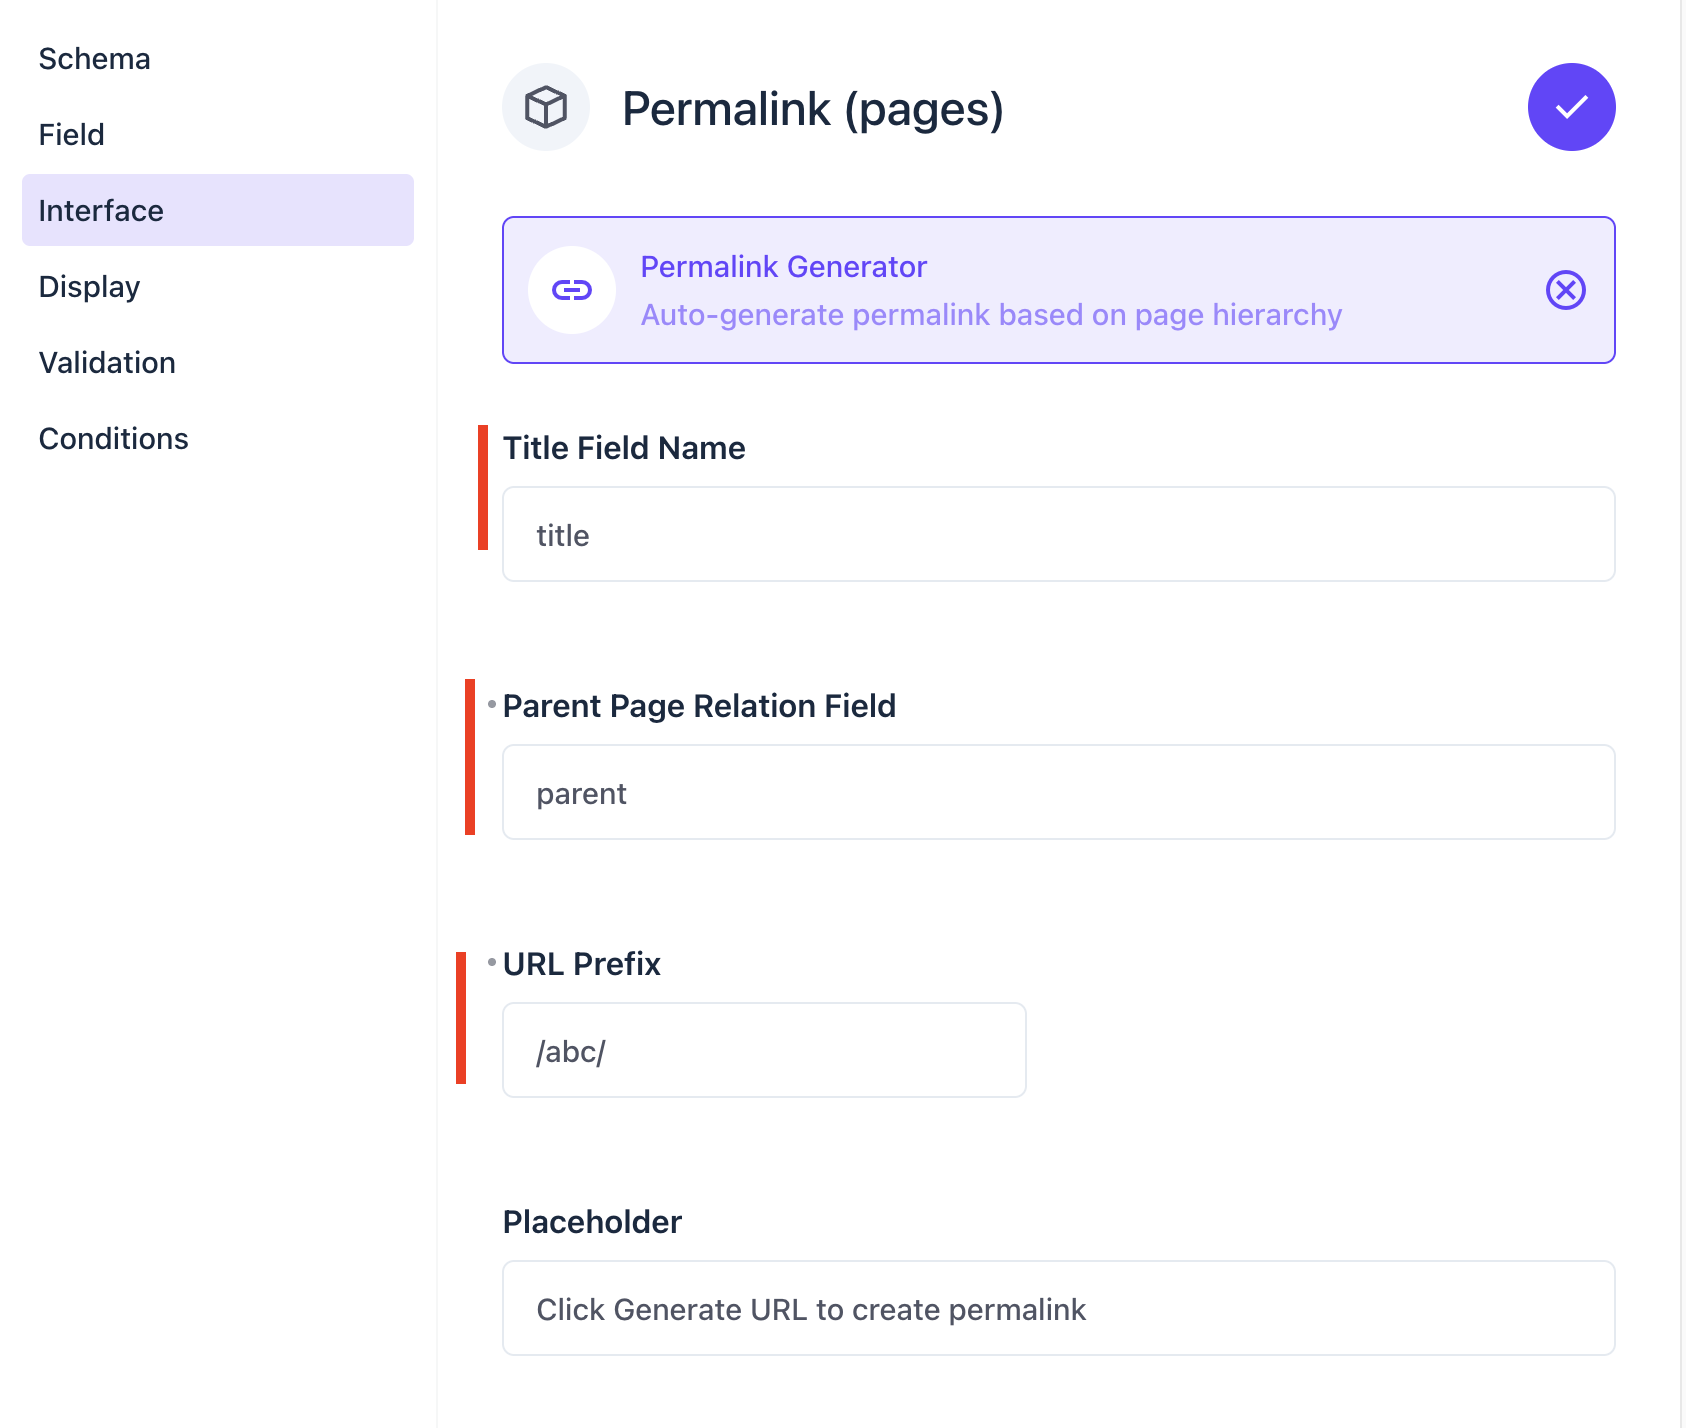 Schema
Field
Interface
Display
Validation
Conditions
Permalink (pages)
Permalink Generator
Auto-generate permalink based on page hierarchy
Title Field Name
title
Parent Page Relation Field
parent
URL Prefix
/abc/
Placeholder
Click Generate URL to create permalink